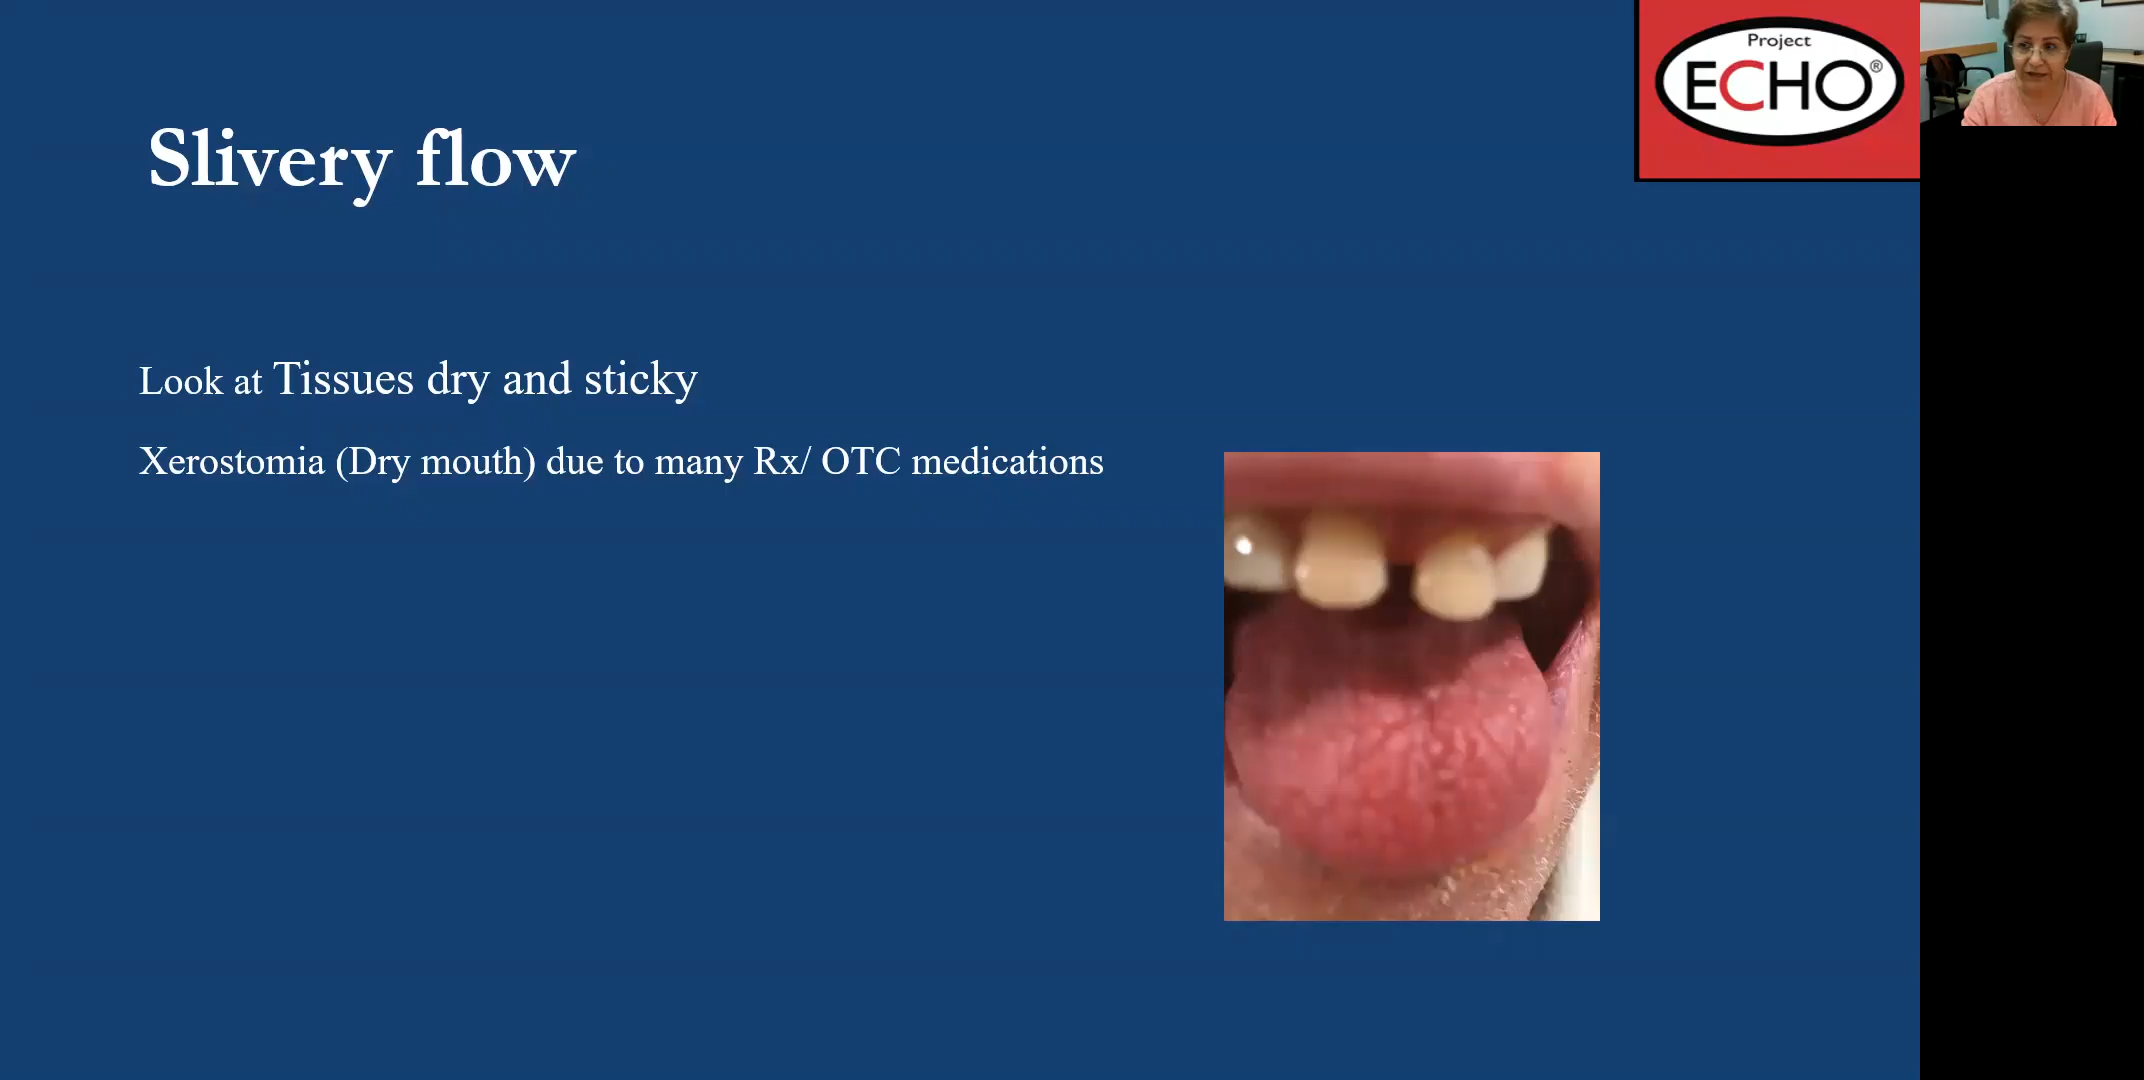 Project
ECHO®
Slivery flow
Look at Tissues dry and sticky
Xerostomia (Dry mouth) due to many Rx/ OTC medications